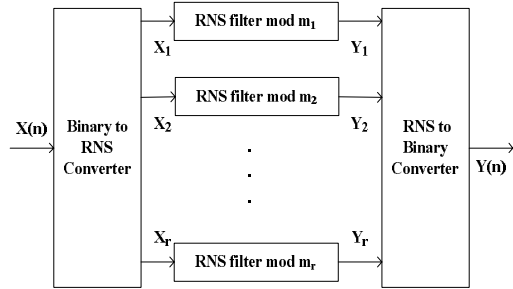 X(n)
Binary to
RNS
Converter
X₁
RNS filter mod m₁
Y₁
X₂
RNS filter mod m₂
Y₂
.
.
.
Xᵣ
RNS filter mod mᵣ
Yᵣ
RNS to
Binary
Converter
Y(n)